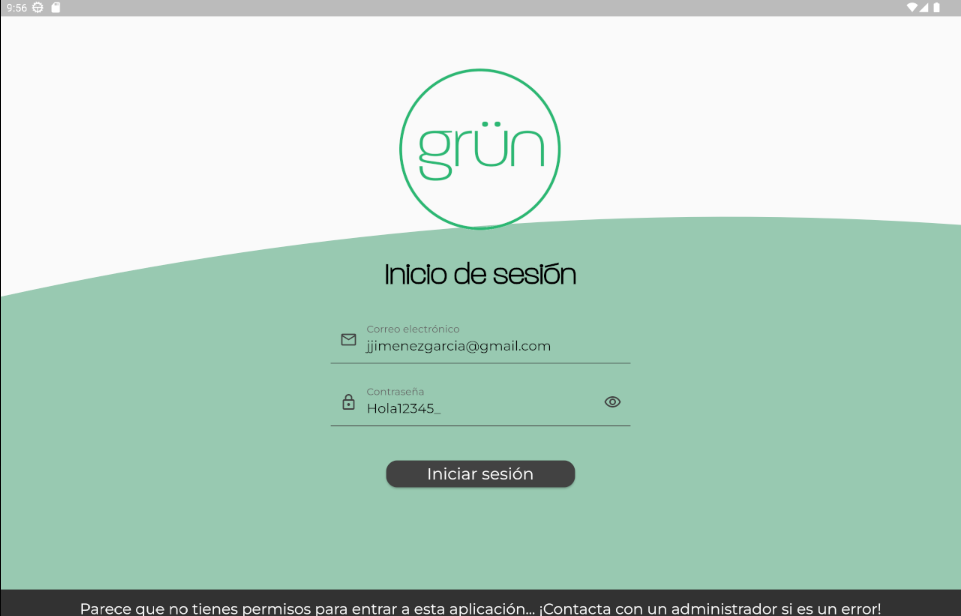 9:56
grün
Inicio de sesión
Correo electrónico
jjimenezgarcia@gmail.com
Contraseña
Hola12345_
Iniciar sesión
Parece que no tienes permisos para entrar a esta aplicación... ¡Contacta con un administrador si es un error!